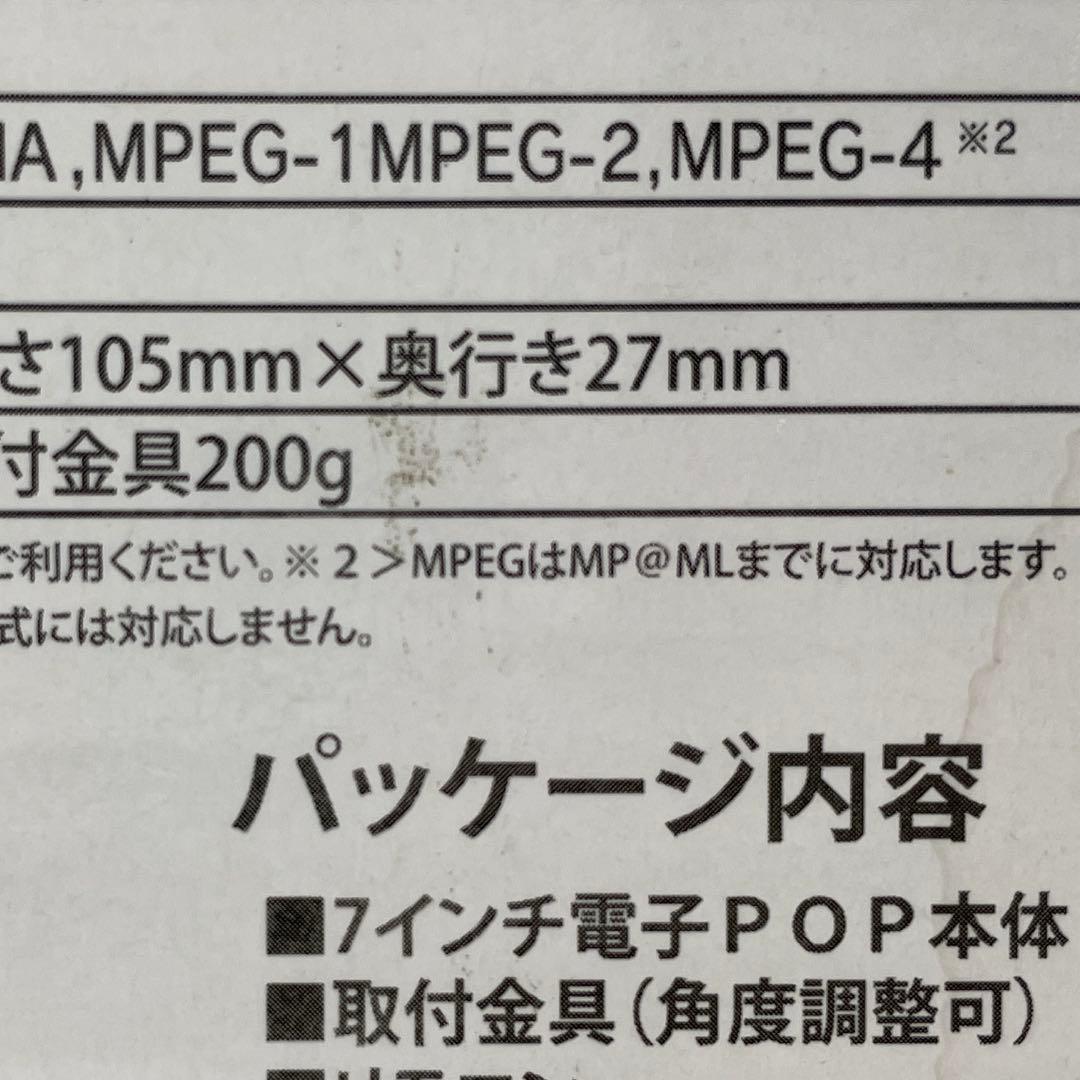 MA,MPEG-1MPEG-2,MPEG-4※2
さ105mm×奥行き27mm
付金具200g
ご利用ください。※２＞MPEGはMP@MLまでに対応します。
式には対応しません。
パッケージ内容
■7インチ電子ＰＯＰ本体
■取付金具（角度調整可）